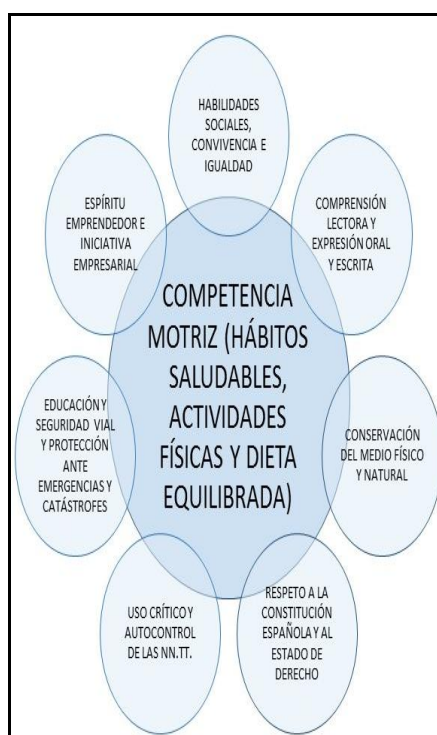 HABILIDADES
SOCIALES,
CONVIVENCIA E
IGUALDAD
ESPÍRITU
EMPRENDEDOR E
INICIATIVA
EMPRESARIAL
COMPRENSIÓN
LECTORA Y
EXPRESIÓN ORAL
Y ESCRITA
COMPETENCIA
MOTRIZ (HÁBITOS
SALUDABLES,
ACTIVIDADES
FÍSICAS Y DIETA
EQUILIBRADA)
EDUCACIÓN Y
SEGURIDAD VIAL
Y PROTECCIÓN
ANTE
EMERGENCIAS Y
CATÁSTROFES
CONSERVACIÓN
DEL MEDIO FÍSICO
Y NATURAL
USO CRÍTICO Y
AUTOCONTROL
DE LAS NN.TT.
RESPETO A LA
CONSTITUCIÓN
ESPAÑOLA Y AL
ESTADO DE
DERECHO